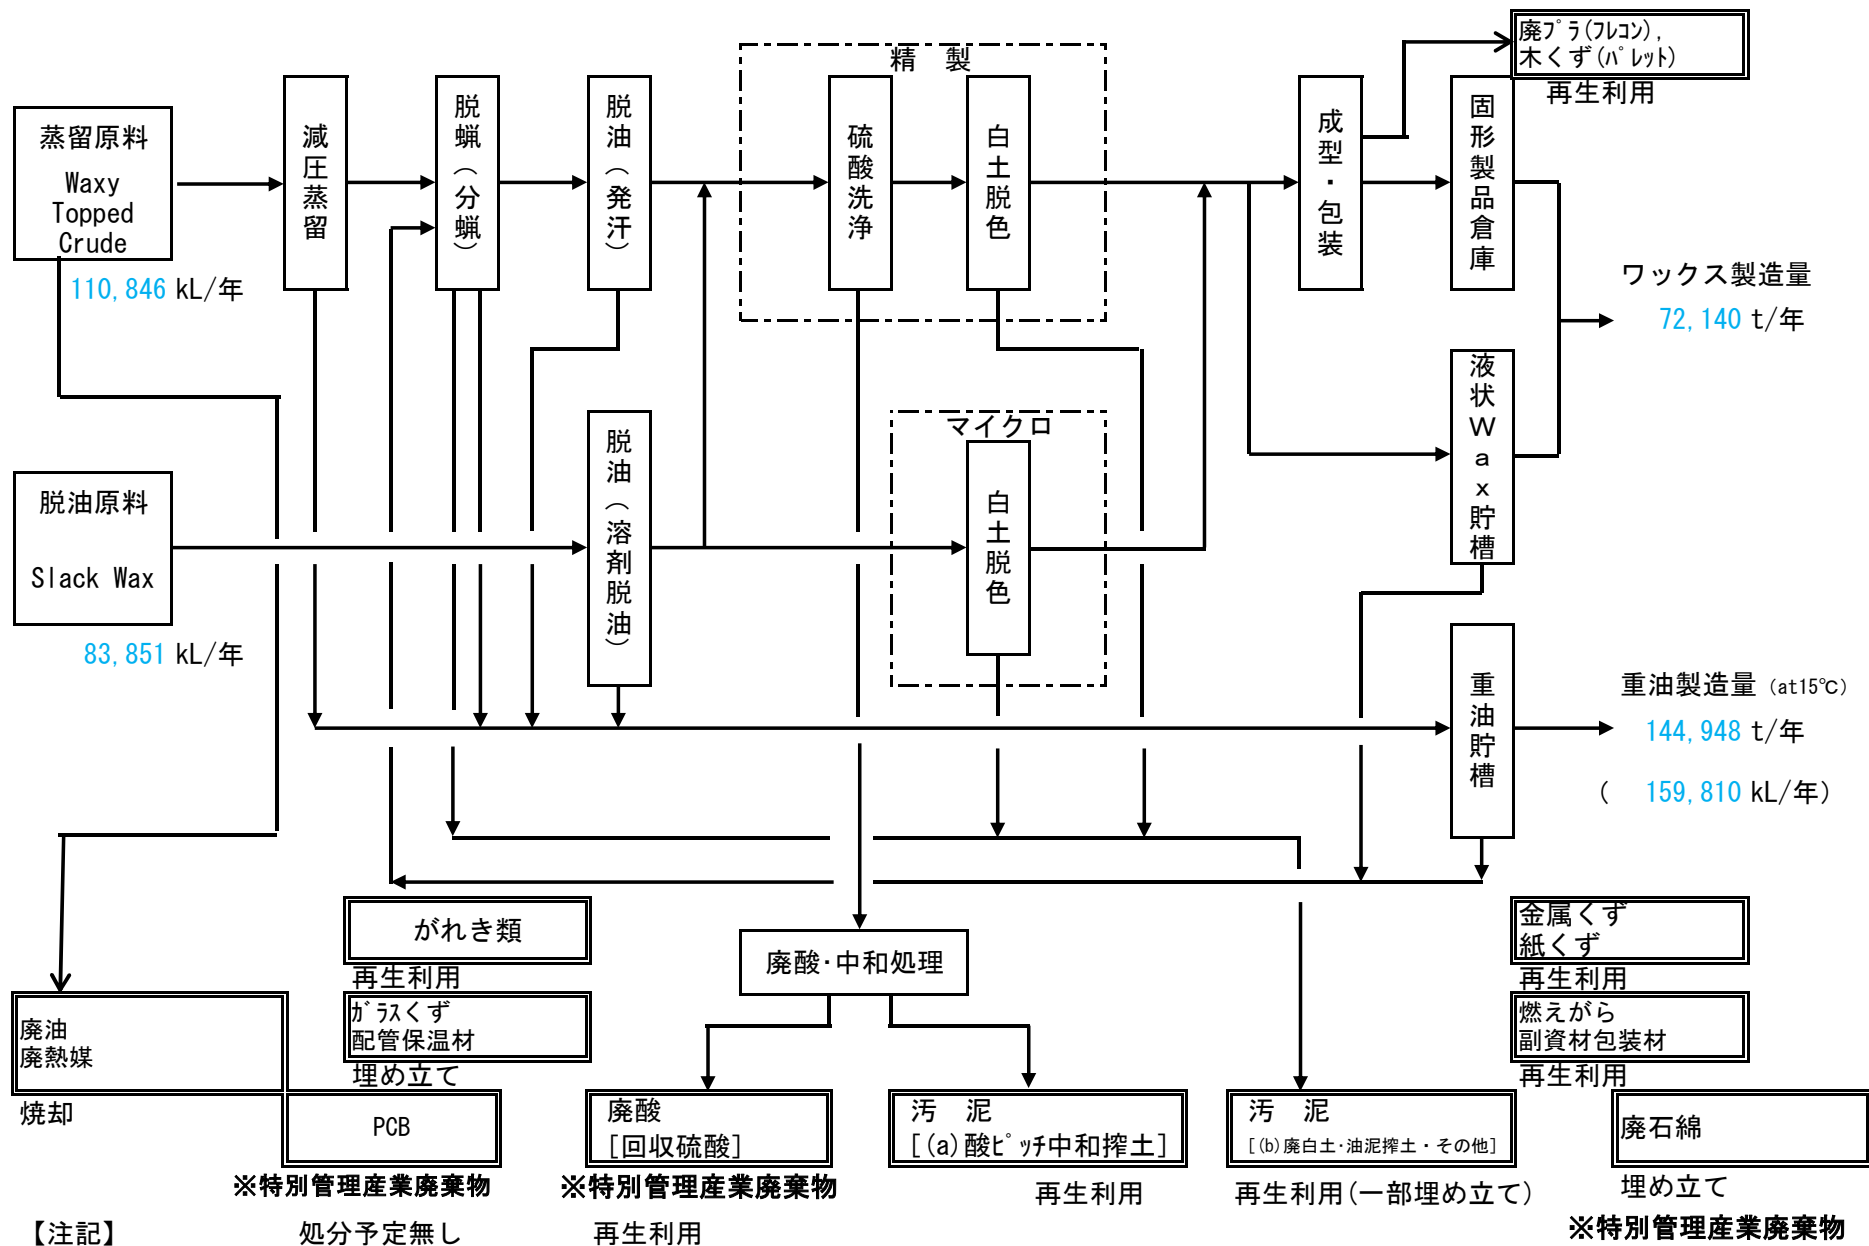 廃ﾌﾟﾗ(ﾌﾚｺﾝ),
木くず(ﾊﾟﾚｯﾄ)
再生利用
精　製
蒸留原料
Waxy
Topped
Crude
110,846 kL/年
減圧蒸留
脱蝋(分蝋)
脱油(発汗)
硫酸洗浄
白土脱色
成型・包装
固形製品倉庫
ワックス製造量
72,140 t/年
液状Wax貯槽
脱油原料
Slack Wax
83,851 kL/年
脱油(溶剤脱油)
マイクロ
白土脱色
重油貯槽
重油製造量 (at15℃)
144,948 t/年
( 159,810 kL/年)
がれき類
再生利用
ｶﾞﾗｽくず
配管保温材
埋め立て
廃酸・中和処理
金属くず
紙くず
再生利用
燃えがら
副資材包装材
再生利用
廃油
廃熱媒
焼却
PCB
※特別管理産業廃棄物
処分予定無し
廃酸
[回収硫酸]
※特別管理産業廃棄物
再生利用
汚　泥
[(a)酸ﾋﾟｯﾁ中和搾土]
再生利用
汚　泥
[(b)廃白土・油泥搾土・その他]
再生利用(一部埋め立て)
廃石綿
埋め立て
※特別管理産業廃棄物
【注記】